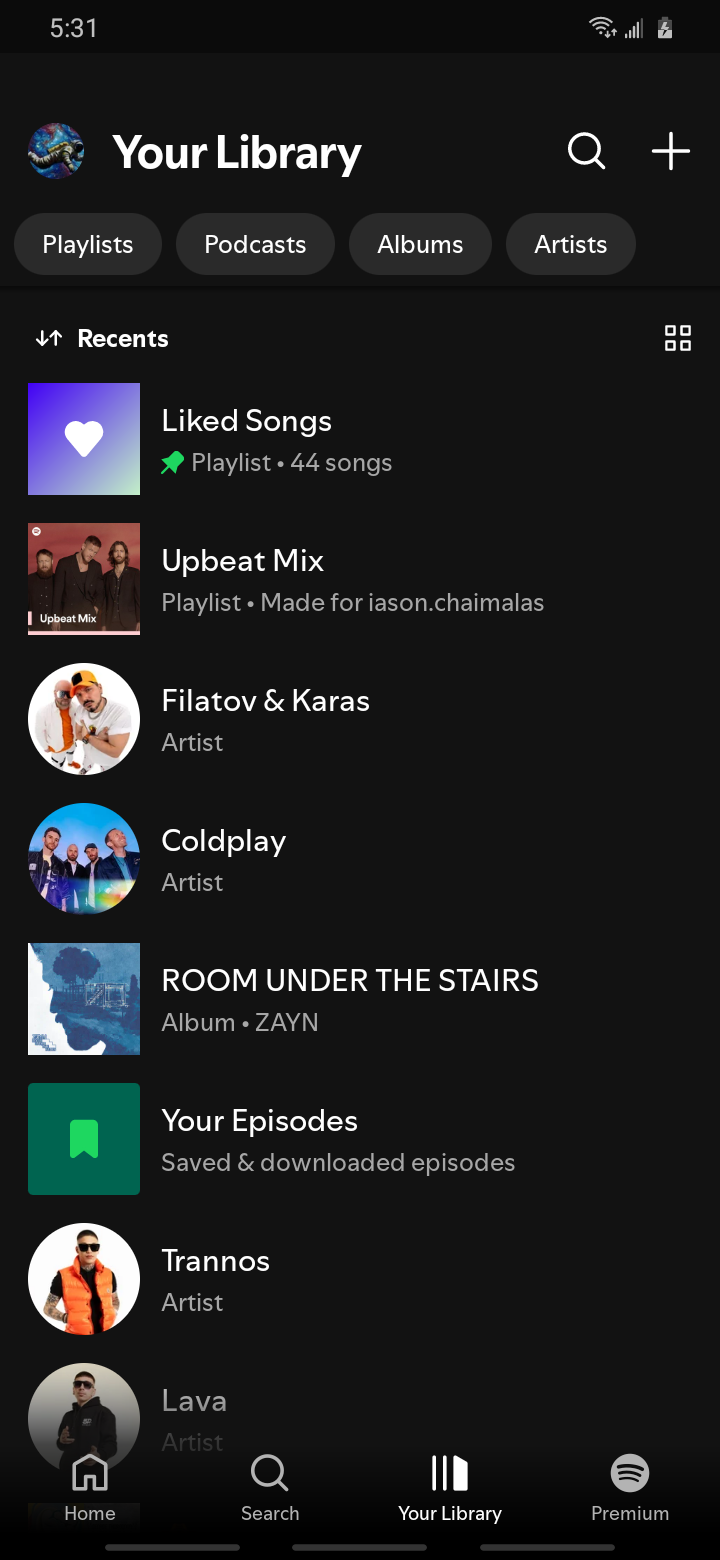 5:31
Your Library
Playlists
Podcasts
Albums
Artists
Recents
Liked Songs
Playlist • 44 songs
Upbeat Mix
Upbeat Mix
Playlist • Made for iason.chaimalas
Filatov & Karas
Artist
Coldplay
Artist
ROOM UNDER THE STAIRS
Album • ZAYN
Your Episodes
Saved & downloaded episodes
Trannos
Artist
Lava
Artist
Home
Search
Your Library
Premium